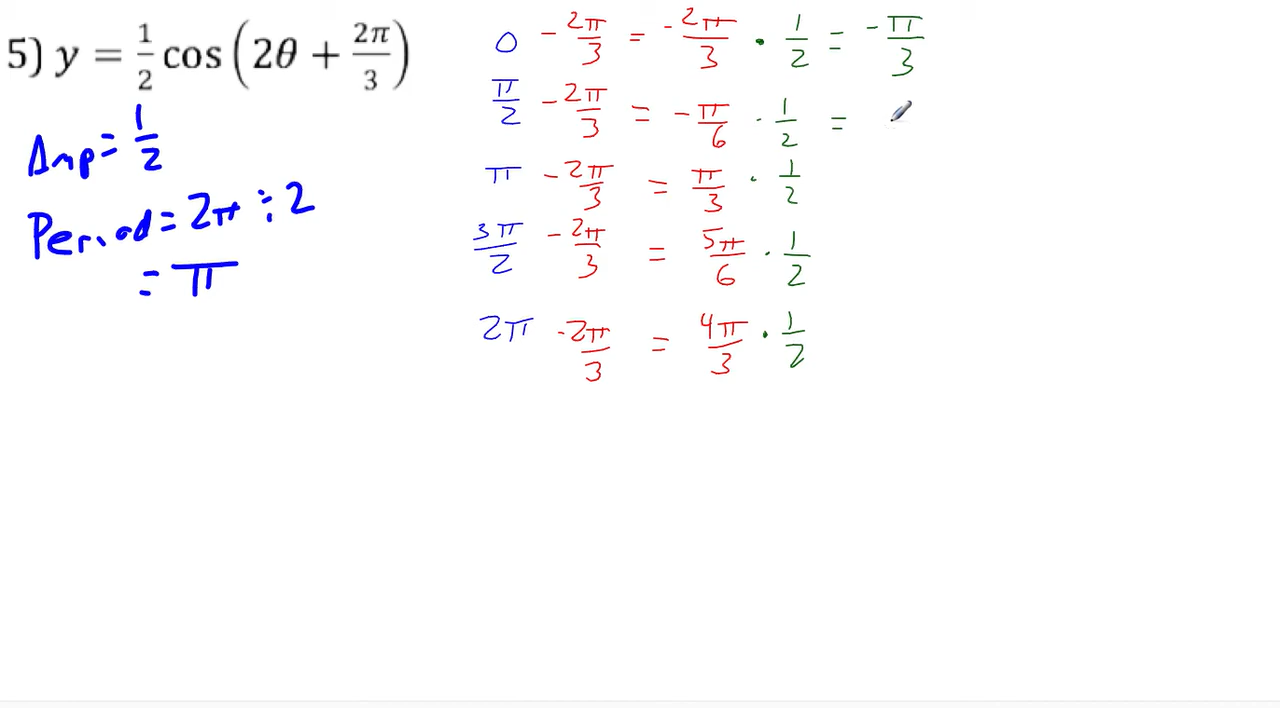 5) y = 1/2 cos (2θ + 2π/3)
Amp = 1/2
Period = 2π ÷ 2
= π
0 - 2π/3 = -2π/3 · 1/2 = -π/3
π/2 - 2π/3 = -π/6 · 1/2 =
π - 2π/3 = π/3 · 1/2
3π/2 - 2π/3 = 5π/6 · 1/2
2π - 2π/3 = 4π/3 · 1/2